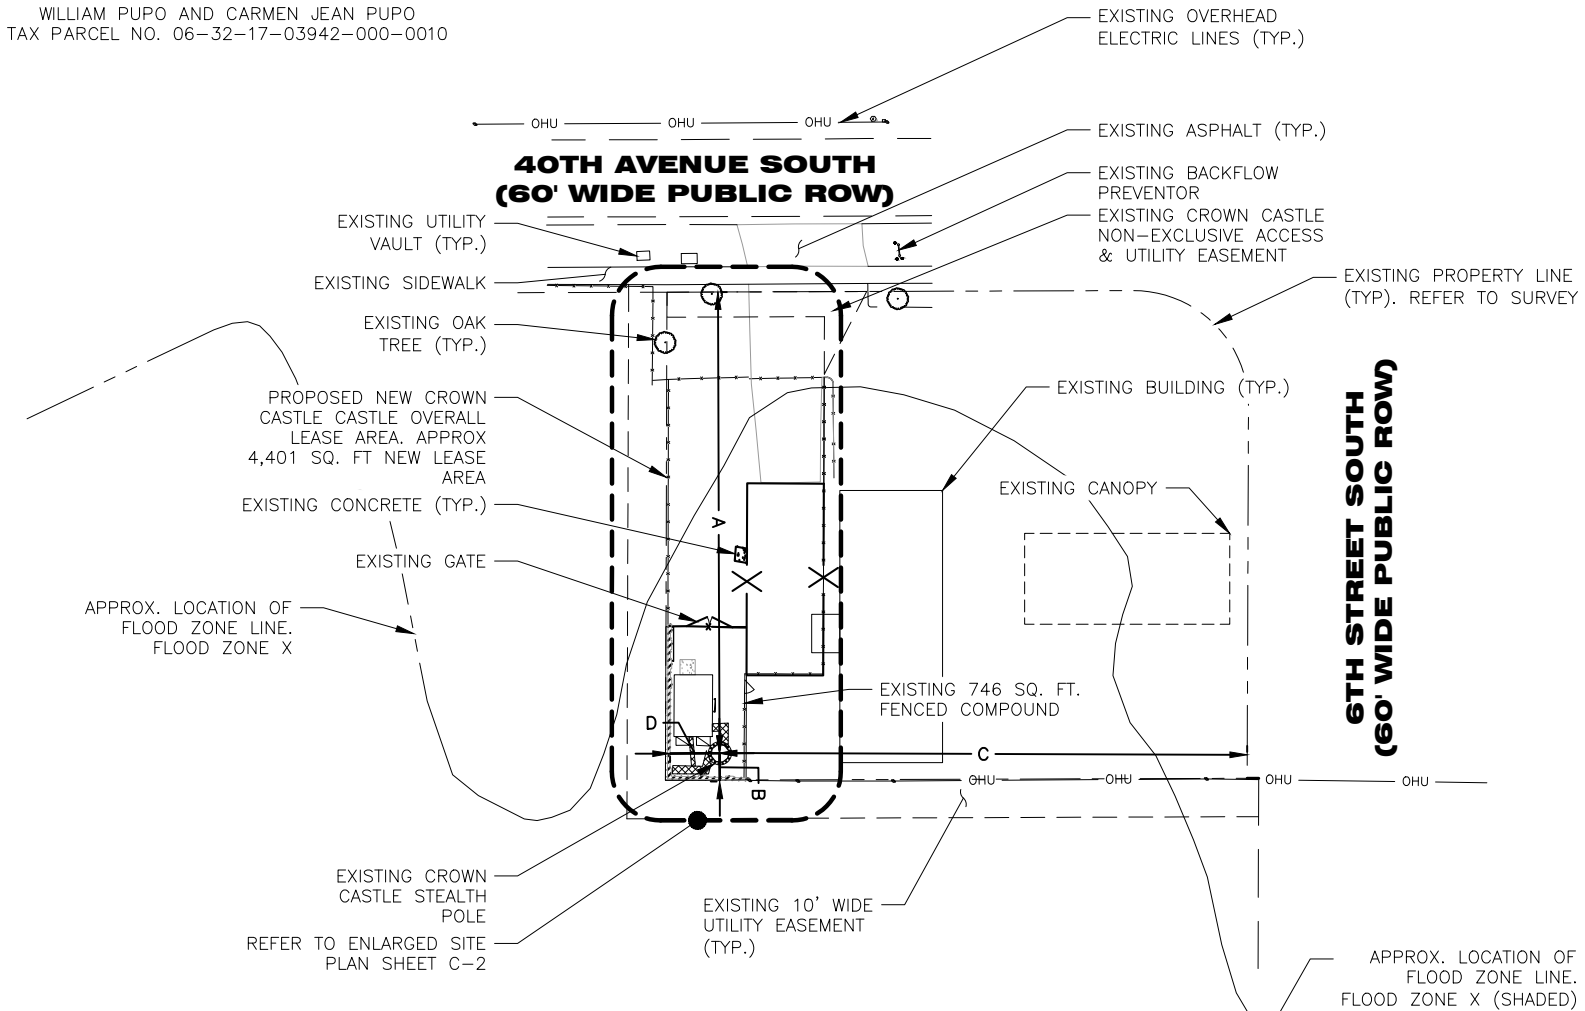 WILLIAM PUPO AND CARMEN JEAN PUPO
TAX PARCEL NO. 06-32-17-03942-000-0010
EXISTING OVERHEAD
ELECTRIC LINES (TYP.)
OHU
OHU
OHU
EXISTING ASPHALT (TYP.)
40TH AVENUE SOUTH
(60' WIDE PUBLIC ROW)
EXISTING BACKFLOW
PREVENTOR
EXISTING UTILITY
VAULT (TYP.)
EXISTING CROWN CASTLE
NON-EXCLUSIVE ACCESS
& UTILITY EASEMENT
EXISTING SIDEWALK
EXISTING PROPERTY LINE
(TYP). REFER TO SURVEY
EXISTING OAK
TREE (TYP.)
EXISTING BUILDING (TYP.)
PROPOSED NEW CROWN
CASTLE CASTLE OVERALL
LEASE AREA. APPROX
4,401 SQ. FT NEW LEASE
AREA
6TH STREET SOUTH
(60' WIDE PUBLIC ROW)
EXISTING CANOPY
EXISTING CONCRETE (TYP.)
A
EXISTING GATE
APPROX. LOCATION OF
FLOOD ZONE LINE.
FLOOD ZONE X
EXISTING 746 SQ. FT.
FENCED COMPOUND
D
C
B
OHU
OHU
OHU
OHU
EXISTING CROWN
CASTLE STEALTH
POLE
EXISTING 10' WIDE
UTILITY EASEMENT
(TYP.)
REFER TO ENLARGED SITE
PLAN SHEET C-2
APPROX. LOCATION OF
FLOOD ZONE LINE.
FLOOD ZONE X (SHADED)